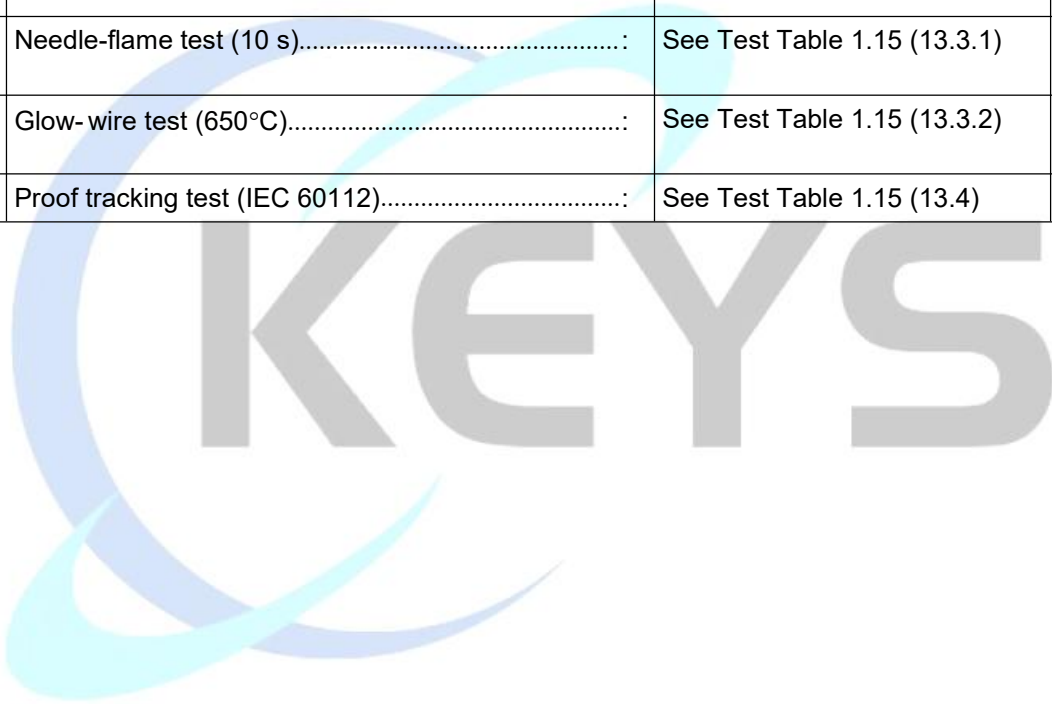 Needle-flame test (10 s)................................................: See Test Table 1.15 (13.3.1)
Glow- wire test (650°C)..................................................: See Test Table 1.15 (13.3.2)
Proof tracking test (IEC 60112)....................................: See Test Table 1.15 (13.4)
KEYS